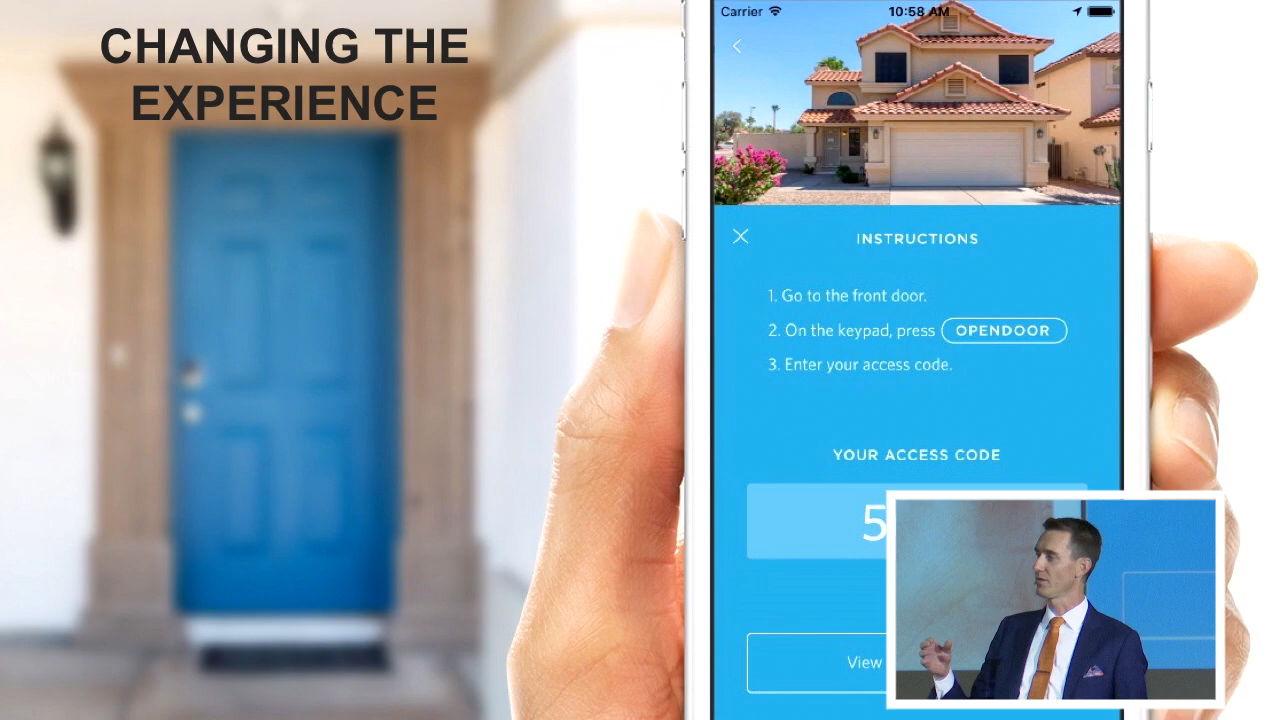 CHANGING THE
EXPERIENCE
Carrier 10:58 AM
INSTRUCTIONS
1. Go to the front door.
2. On the keypad, press OPENDOOR
3. Enter your access code.
YOUR ACCESS CODE
5
View